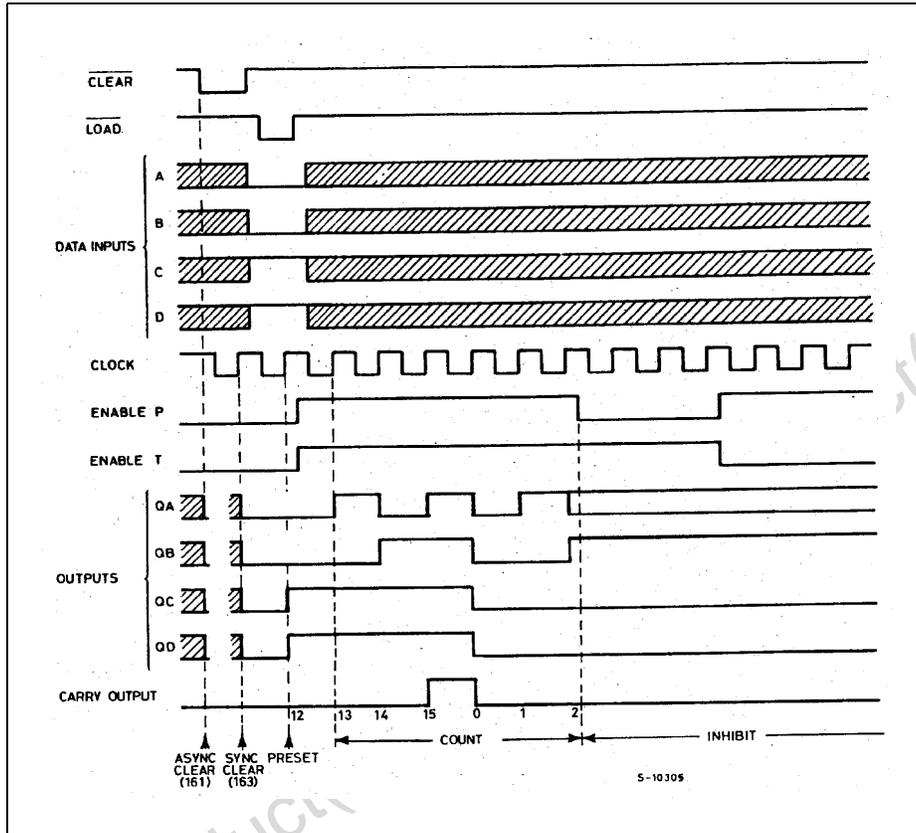 CLEAR
LOAD.
DATA INPUTS
A
B
C
D
CLOCK
ENABLE P
ENABLE T
OUTPUTS
QA
QB
QC
QD
CARRY OUTPUT
12 13 14 15 0 1 2
ASYNC CLEAR (161)
SYNC CLEAR (163)
PRESET
COUNT
INHIBIT
S-10305